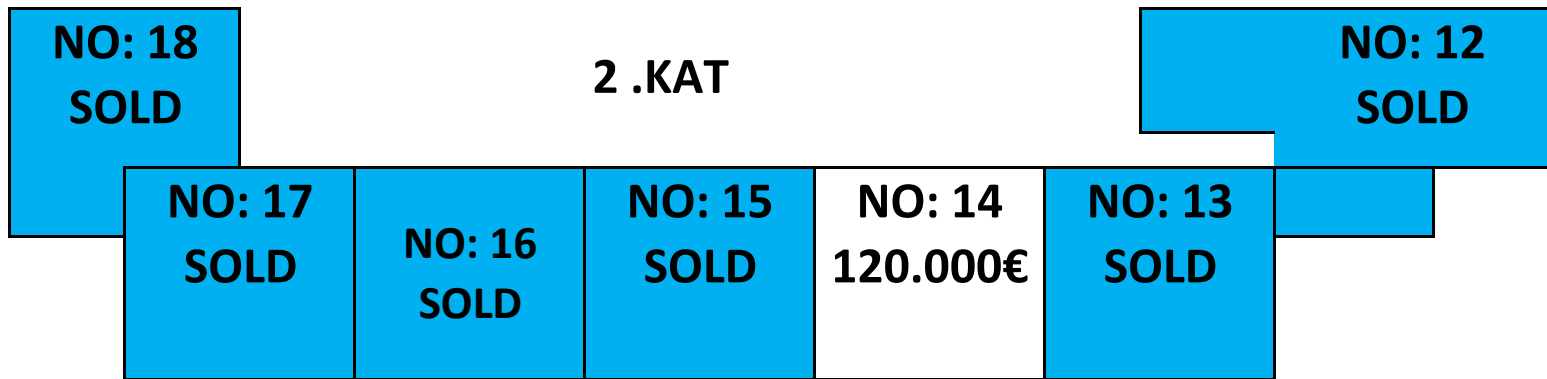 NO: 18
SOLD
2 .KAT
NO: 12
SOLD
NO: 17
SOLD
NO: 16
SOLD
NO: 15
SOLD
NO: 14
120.000€
NO: 13
SOLD